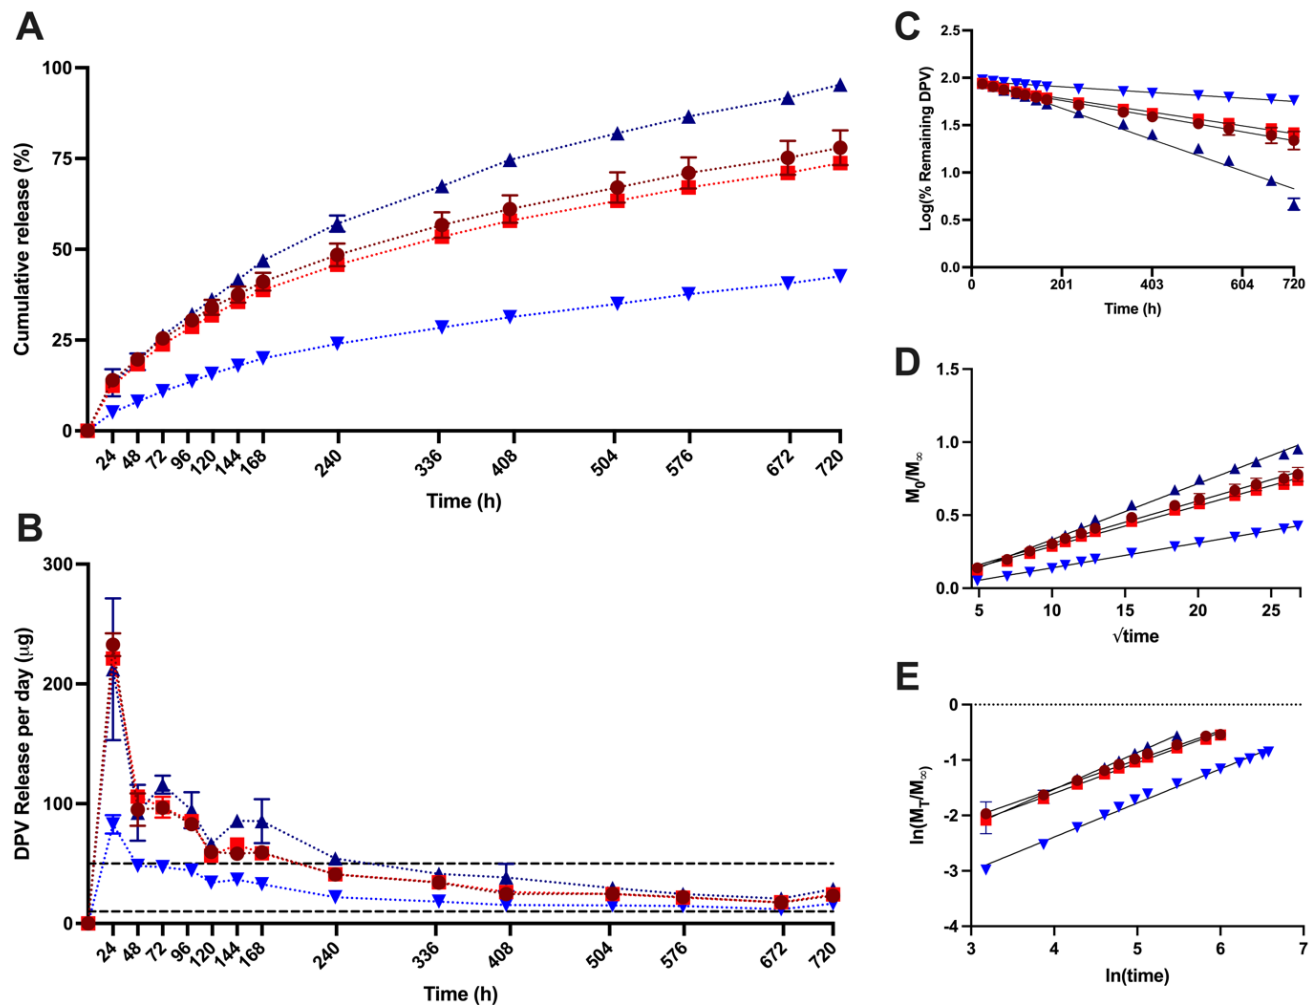 A
100
75
50
25
0
Cumulative release (%)
24 48 72 96 120 144 168 240 336 408 504 576 672 720
Time (h)
B
300
200
100
0
DPV Release per day (µg)
24 48 72 96 120 144 168 240 336 408 504 576 672 720
Time (h)
C
2.5
2.0
1.5
1.0
0.5
0.0
Log(% Remaining DPV)
0 201 403 604 720
Time (h)
D
1.5
1.0
0.5
0.0
M0/M∞
5 10 15 20 25
√time
E
0
-1
-2
-3
-4
ln(MT/M∞)
3 4 5 6 7
ln(time)